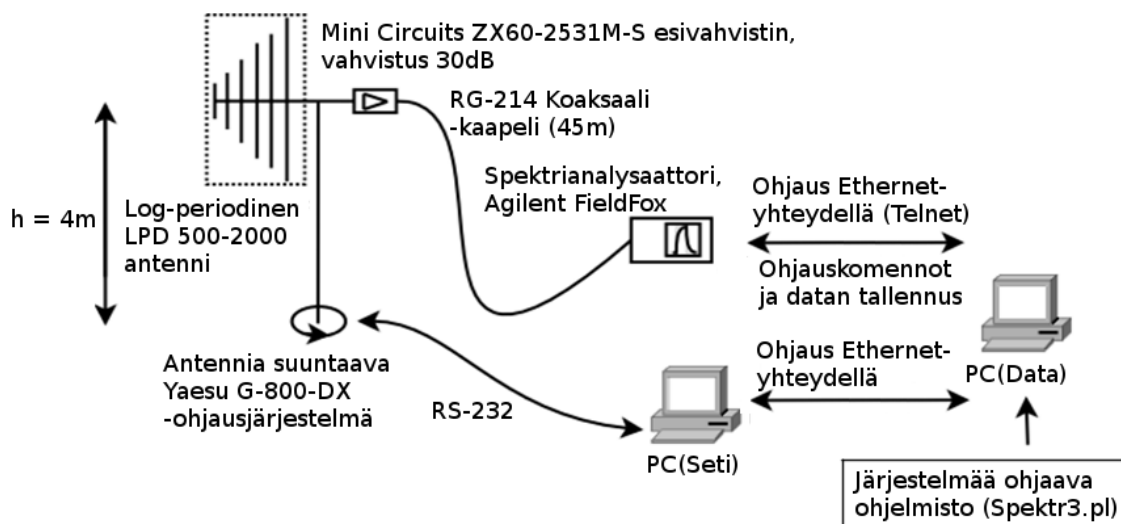 Mini Circuits ZX60-2531M-S esivahvistin,
vahvistus 30dB
RG-214 Koaksaali
-kaapeli (45m)
h = 4m
Log-periodinen
LPD 500-2000
antenni
Spektrianalysaattori,
Agilent FieldFox
Ohjaus Ethernet-
yhteydellä (Telnet)
Ohjauskomennot
ja datan tallennus
PC(Data)
Antennia suuntaava
Yaesu G-800-DX
-ohjausjärjestelmä
RS-232
Ohjaus Ethernet-
yhteydellä
PC(Seti)
Järjestelmää ohjaava
ohjelmisto (Spektr3.pl)